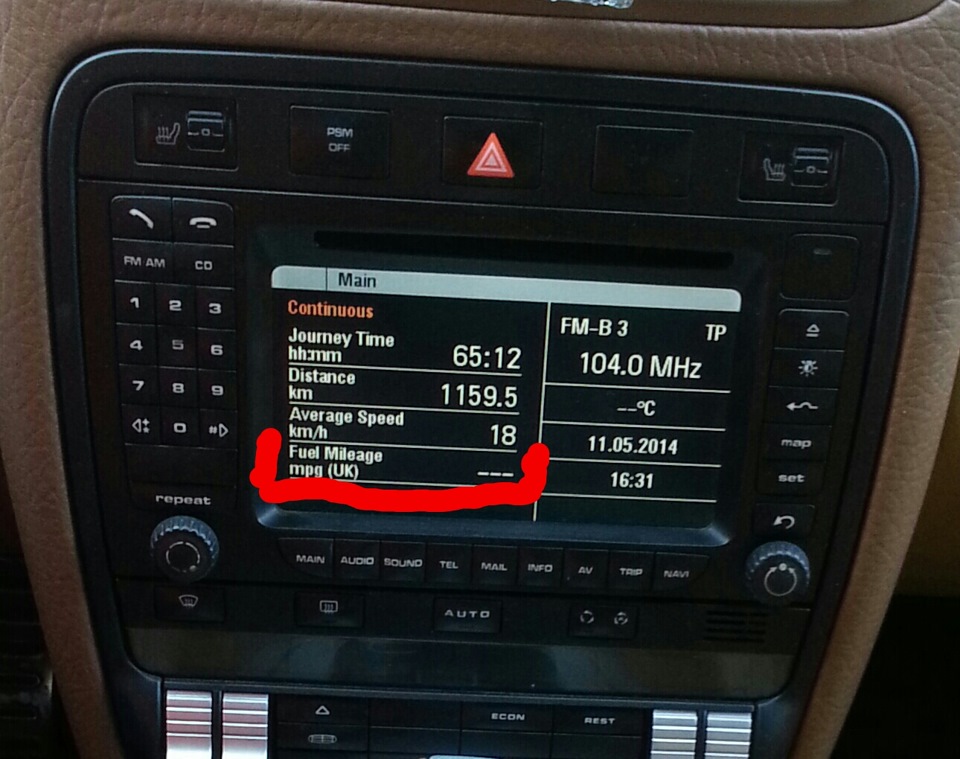 PSM
OFF
FM AM
CD
1
2
3
4
5
6
7
8
9
0
#
repeat
Main
Continuous
Journey Time
hh:mm
65:12
Distance
km
1159.5
Average Speed
km/h
18
Fuel Mileage
mpg (UK)
---
FM-B 3
TP
104.0 MHz
--°C
11.05.2014
16:31
map
set
MAIN
AUDIO
SOUND
TEL
MAIL
INFO
AV
TRIP
NAVI
AUTO
ECON
REST